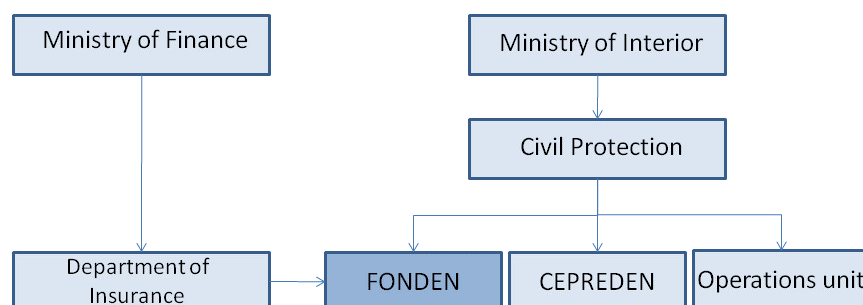 Ministry of Finance
Ministry of Interior
Civil Protection
Department of
Insurance
FONDEN
CEPREDEN
Operations unit